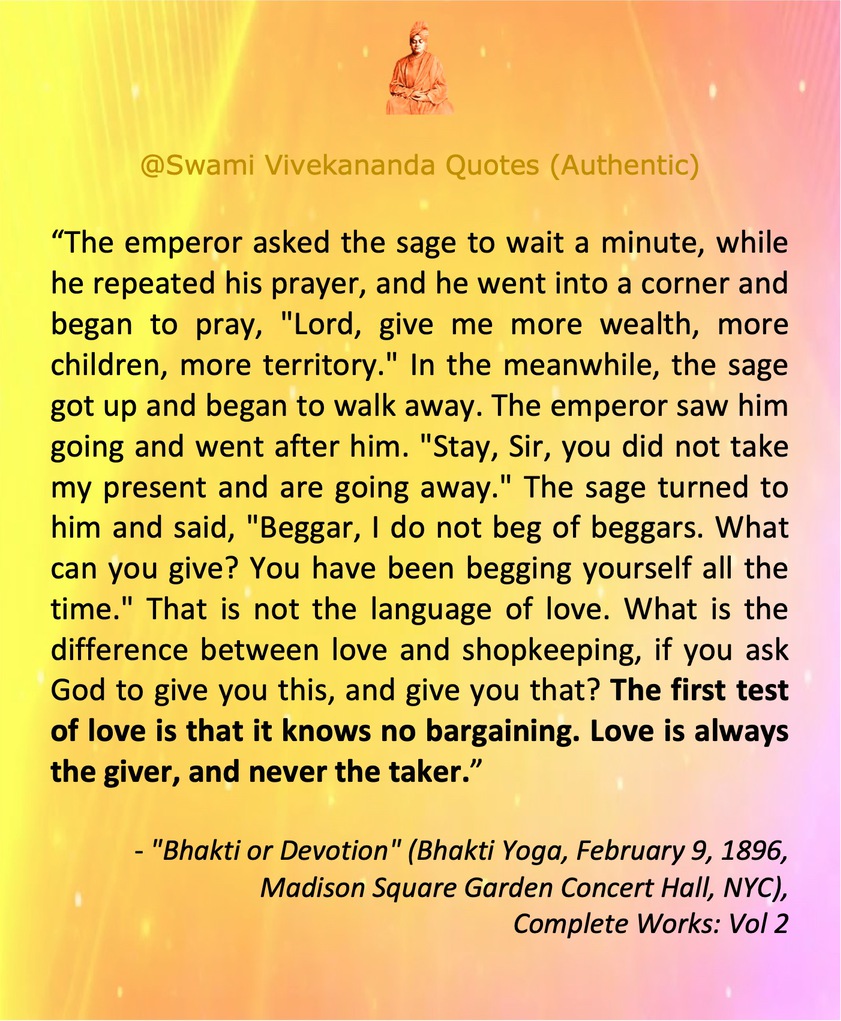 @Swami Vivekananda Quotes (Authentic)
“The emperor asked the sage to wait a minute, while
he repeated his prayer, and he went into a corner and
began to pray, "Lord, give me more wealth, more
children, more territory." In the meanwhile, the sage
got up and began to walk away. The emperor saw him
going and went after him. "Stay, Sir, you did not take
my present and are going away." The sage turned to
him and said, "Beggar, I do not beg of beggars. What
can you give? You have been begging yourself all the
time." That is not the language of love. What is the
difference between love and shopkeeping, if you ask
God to give you this, and give you that? The first test
of love is that it knows no bargaining. Love is always
the giver, and never the taker.”
- "Bhakti or Devotion" (Bhakti Yoga, February 9, 1896,
Madison Square Garden Concert Hall, NYC),
Complete Works: Vol 2